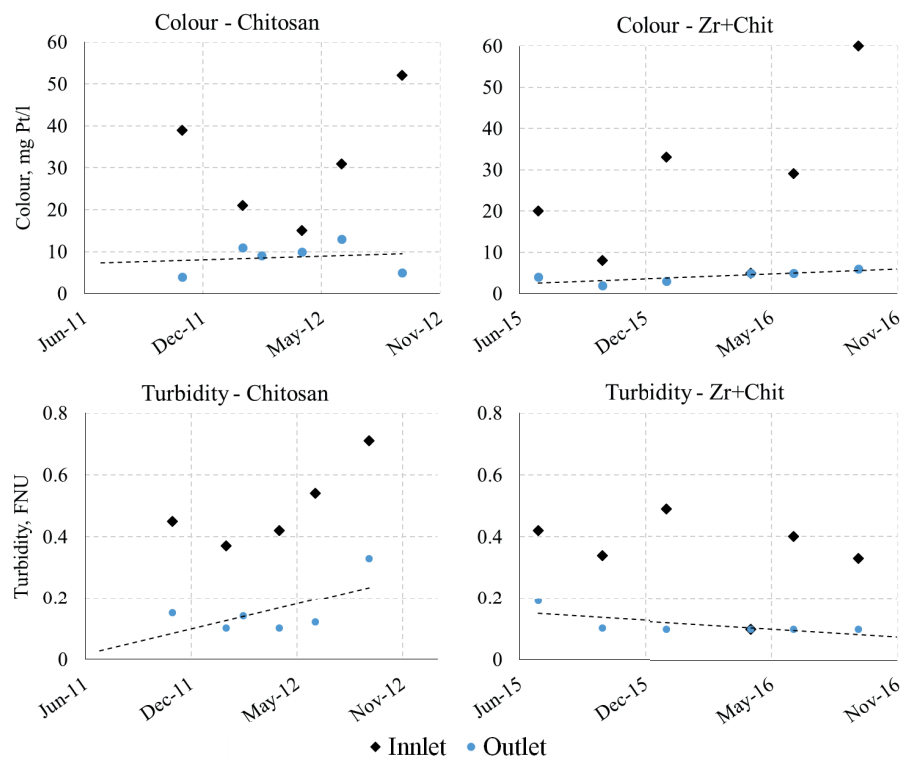 Colour - Chitosan
Colour, mg Pt/l
60
50
40
30
20
10
0
Jun-11
Dec-11
May-12
Nov-12
Colour - Zr+Chit
60
50
40
30
20
10
0
Jun-15
Dec-15
May-16
Nov-16
Turbidity - Chitosan
Turbidity, FNU
0.8
0.6
0.4
0.2
0
Jun-11
Dec-11
May-12
Nov-12
Turbidity - Zr+Chit
0.8
0.6
0.4
0.2
0
Jun-15
Dec-15
May-16
Nov-16
Innlet Outlet